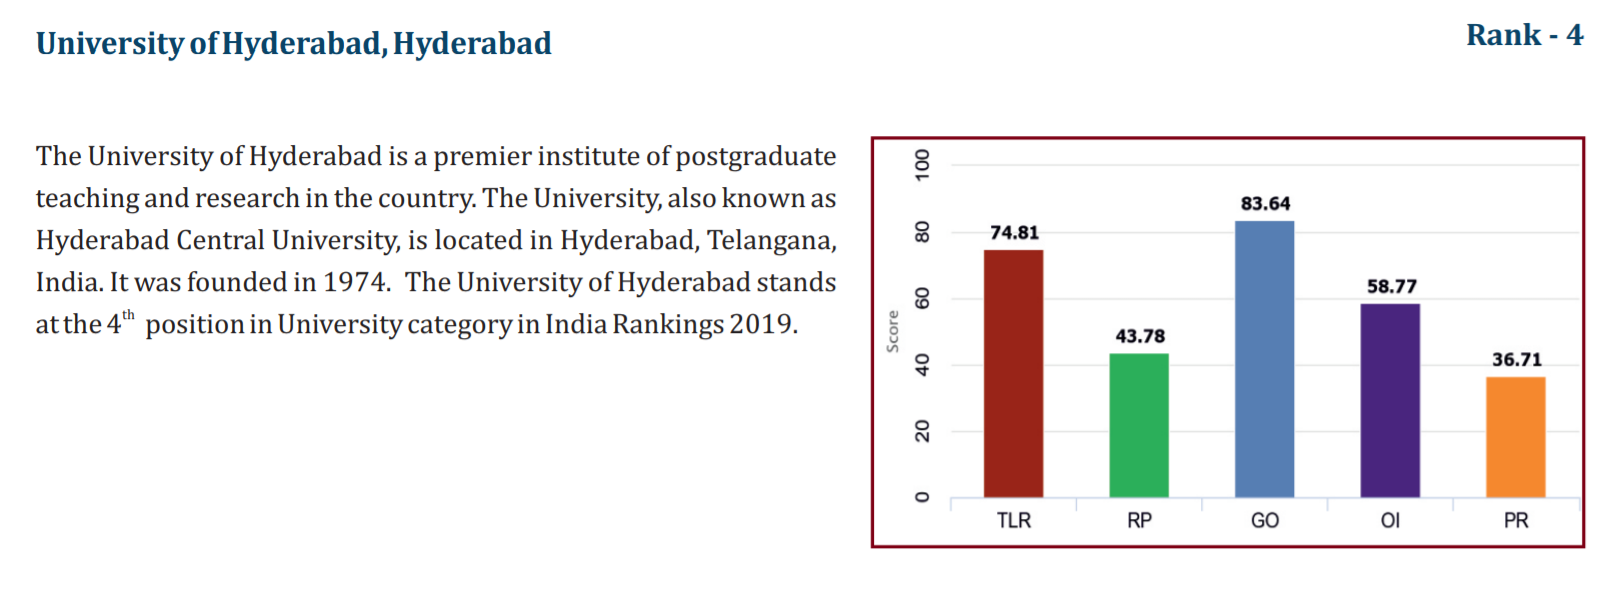 University of Hyderabad, Hyderabad
Rank - 4
The University of Hyderabad is a premier institute of postgraduate
teaching and research in the country. The University, also known as
Hyderabad Central University, is located in Hyderabad, Telangana,
India. It was founded in 1974. The University of Hyderabad stands
at the 4th position in University category in India Rankings 2019.
Score
100
80
60
40
20
0
74.81
43.78
83.64
58.77
36.71
TLR
RP
GO
OI
PR